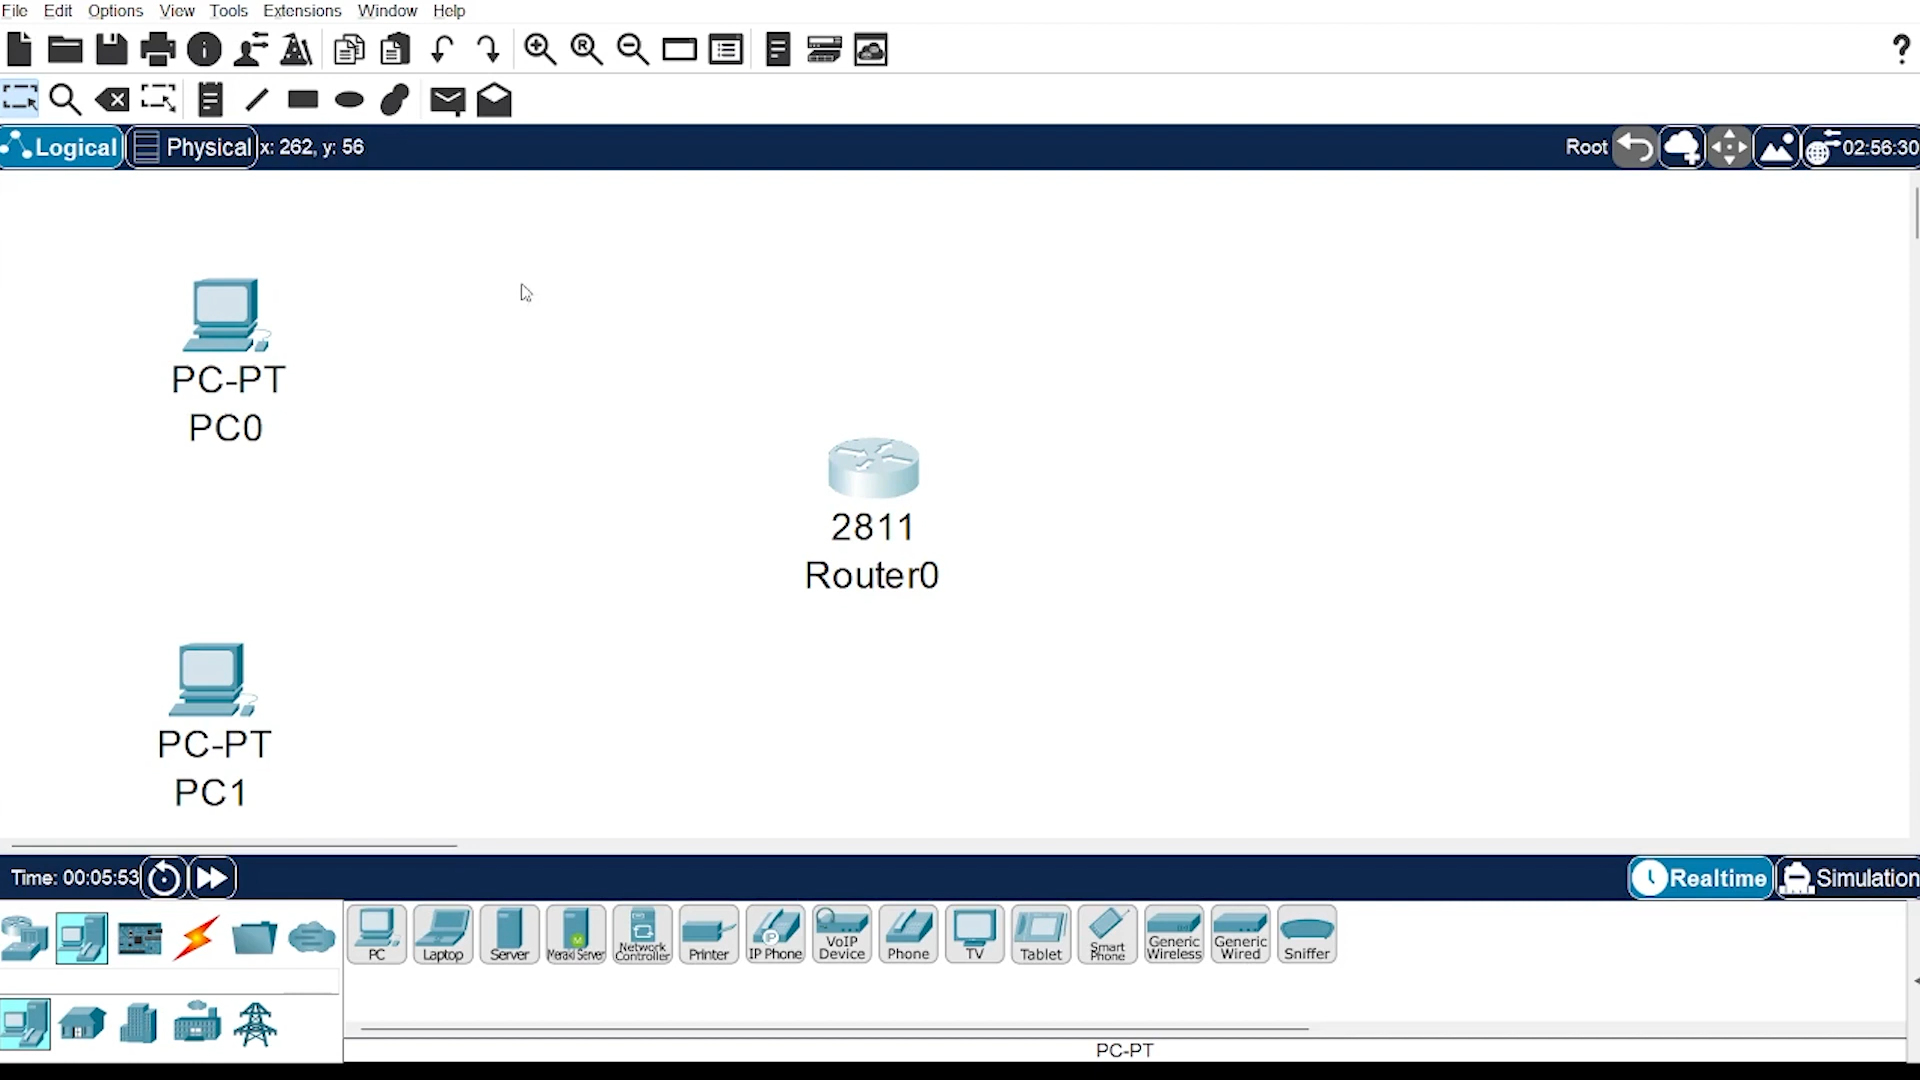 File Edit Options View Tools Extensions Window Help
Logical Physical x: 262, y: 56 Root 02:56:30
PC-PT
PC0
2811
Router0
PC-PT
PC1
Time: 00:05:53 Realtime Simulation
PC Laptop Server Meraki Server Network Controller Printer IP Phone VoIP Device Phone TV Tablet Smart Phone Generic Wireless Generic Wired Sniffer
PC-PT